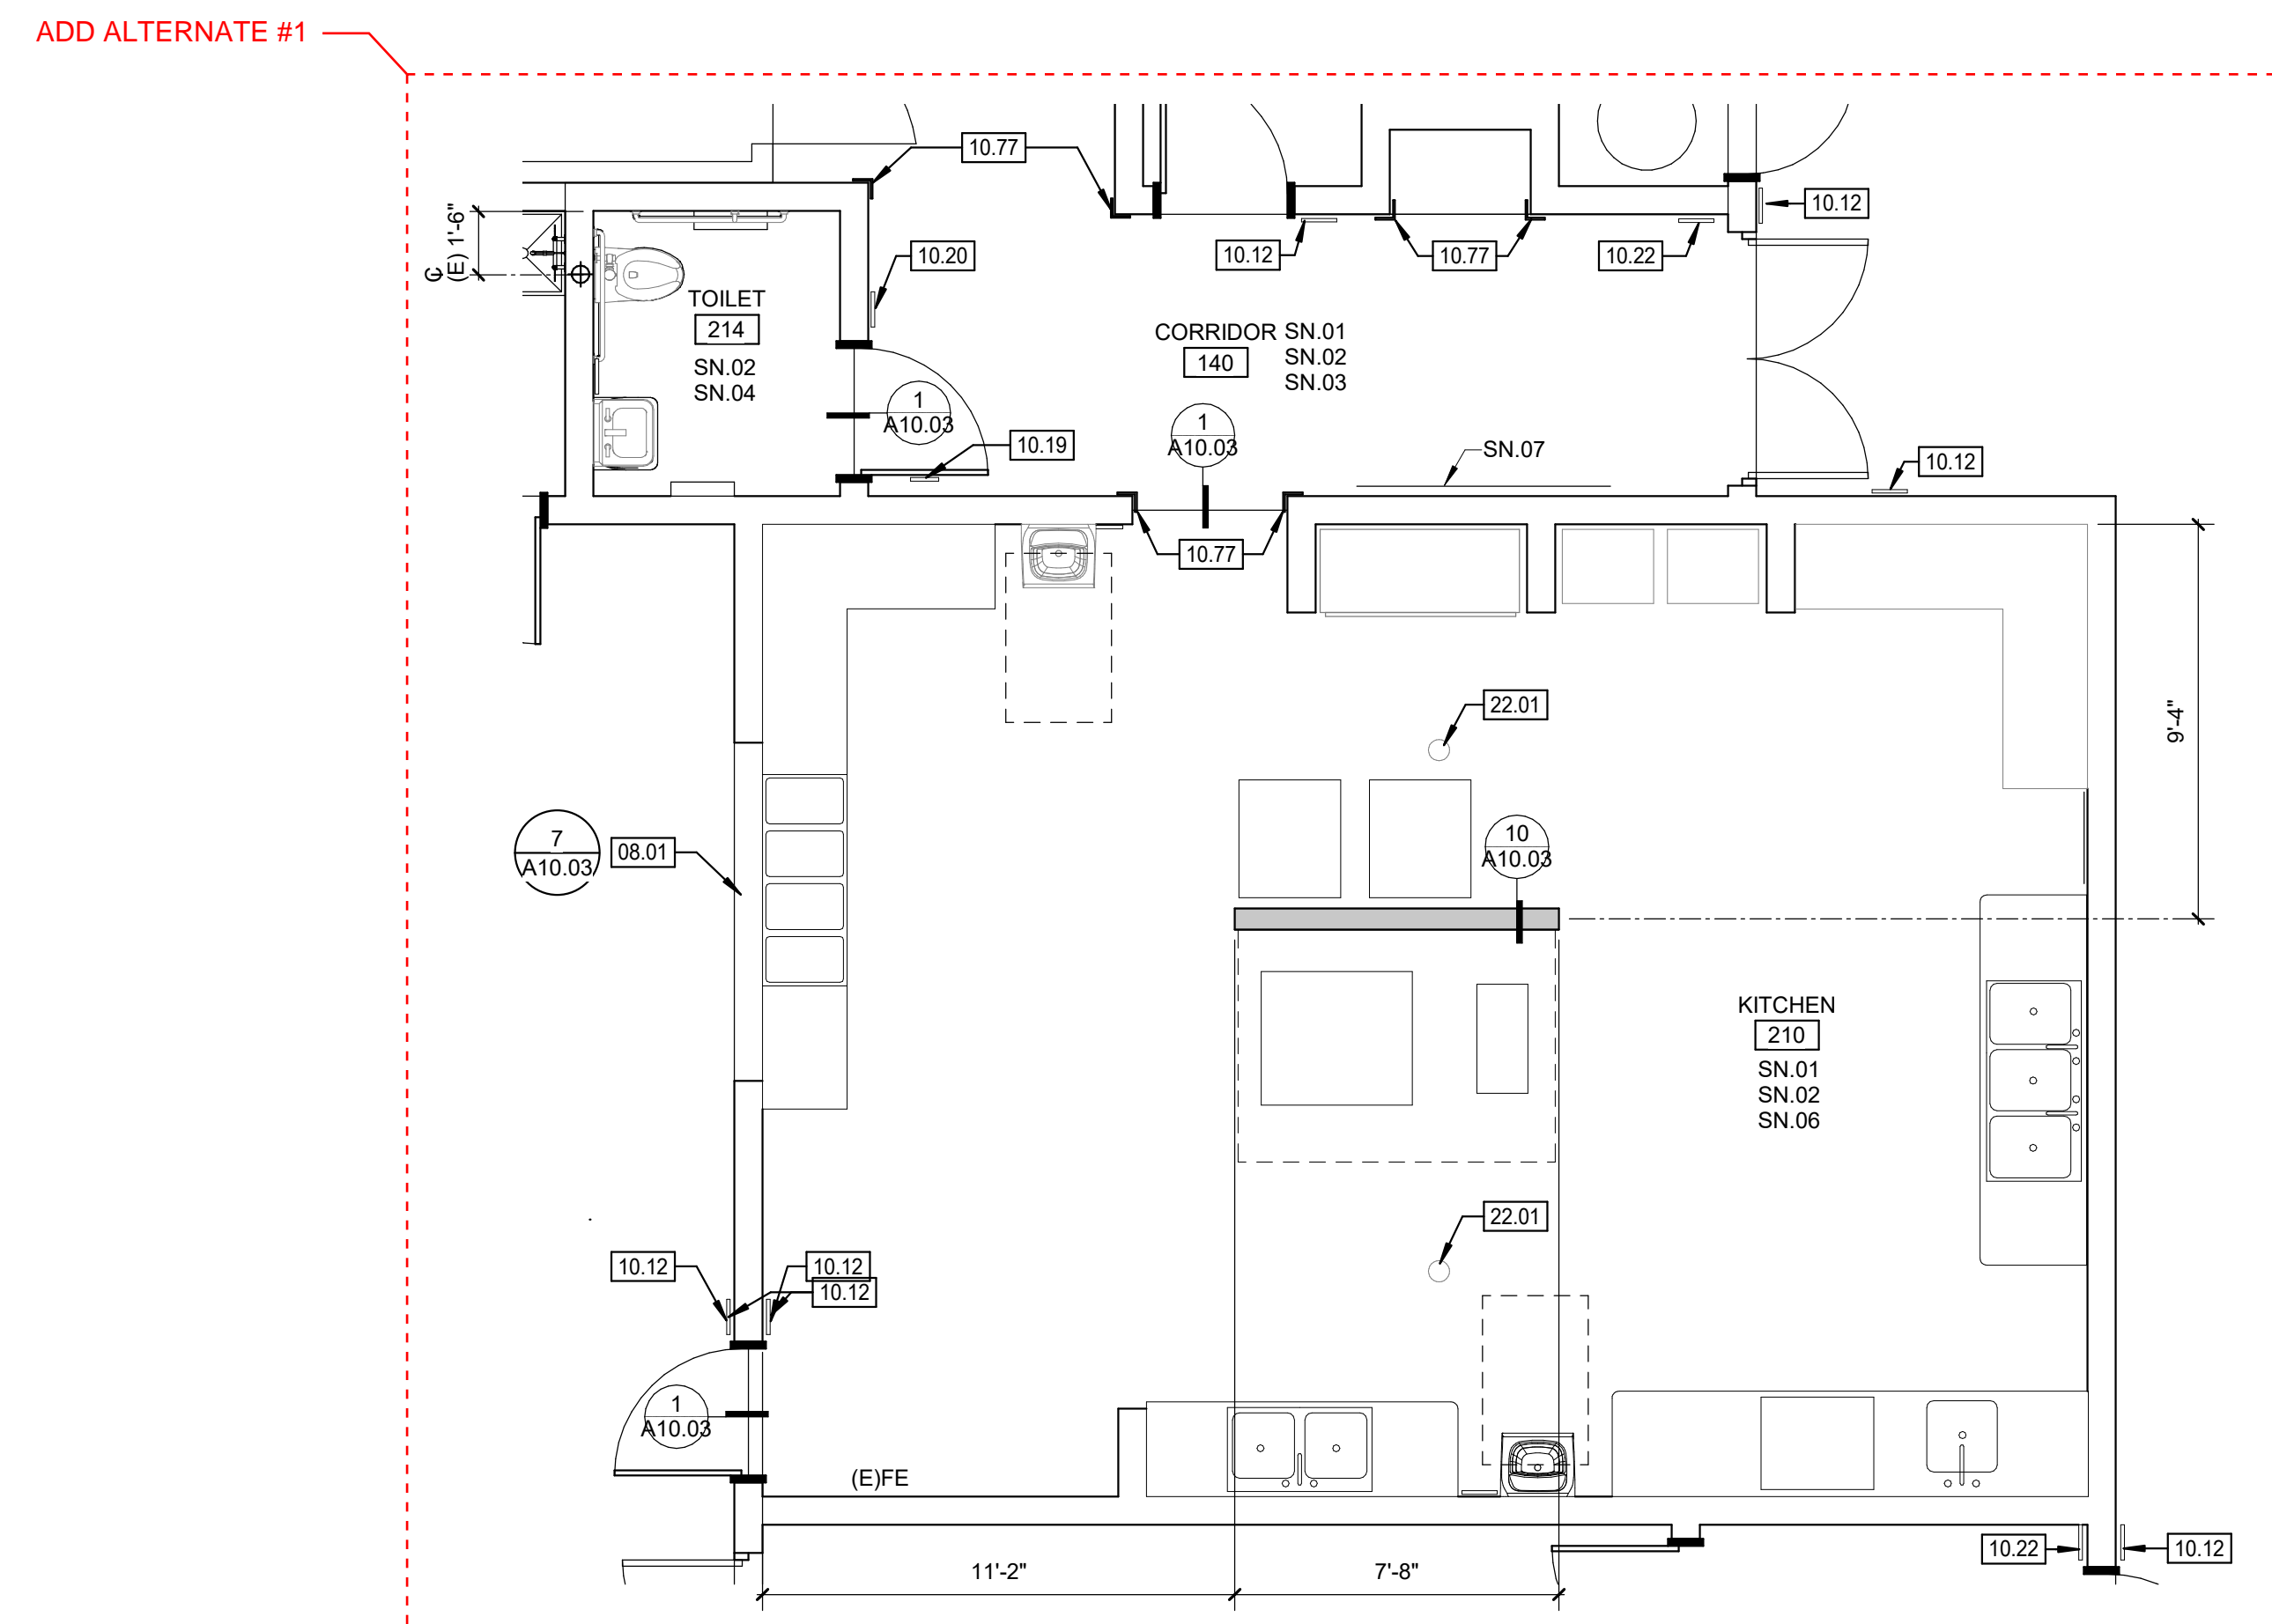 ADD ALTERNATE #1
10.77
10.12
(E) 1'-6"
10.20
10.12
10.77
10.22
TOILET
214
SN.02
SN.04
CORRIDOR
140
SN.01
SN.02
SN.03
1
A10.03
1
A10.03
10.19
SN.07
10.12
10.77
22.01
9'-4"
7
A10.03
08.01
10
A10.03
KITCHEN
210
SN.01
SN.02
SN.06
22.01
10.12
10.12
10.12
1
A10.03
(E)FE
10.22
10.12
11'-2"
7'-8"